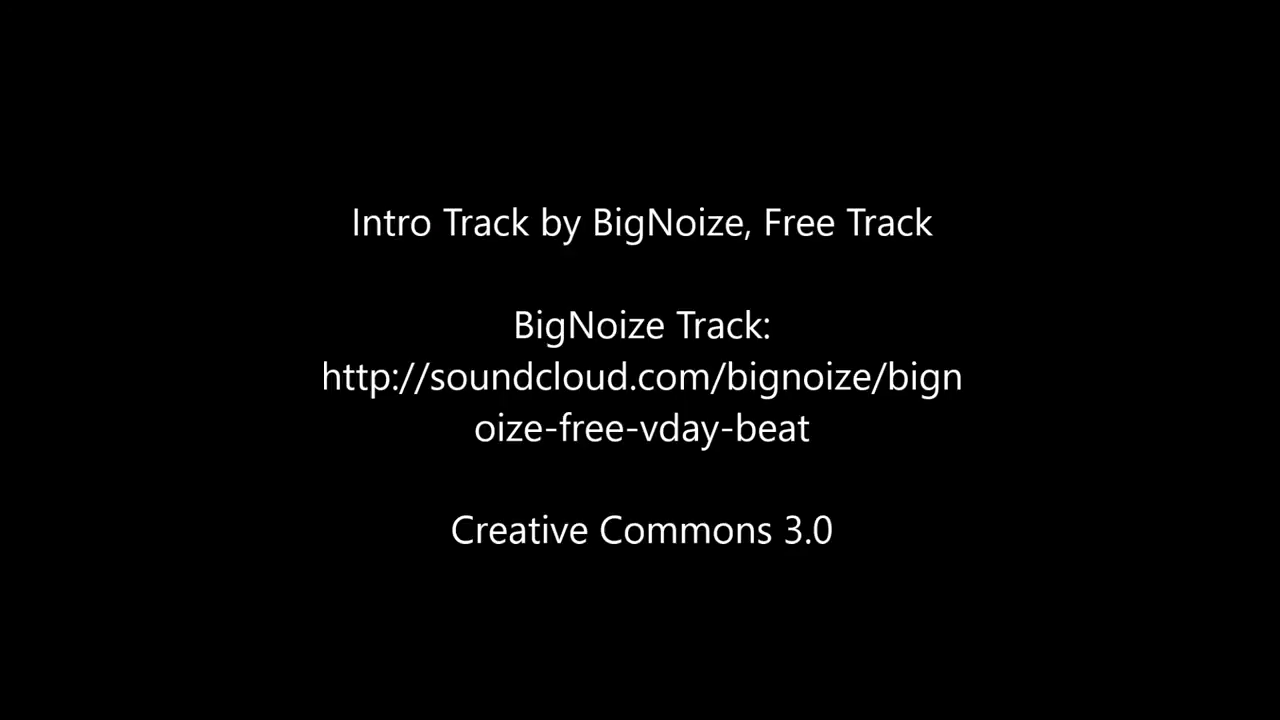 Intro Track by BigNoize, Free Track
BigNoize Track:
http://soundcloud.com/bignoize/bign
oize-free-vday-beat
Creative Commons 3.0